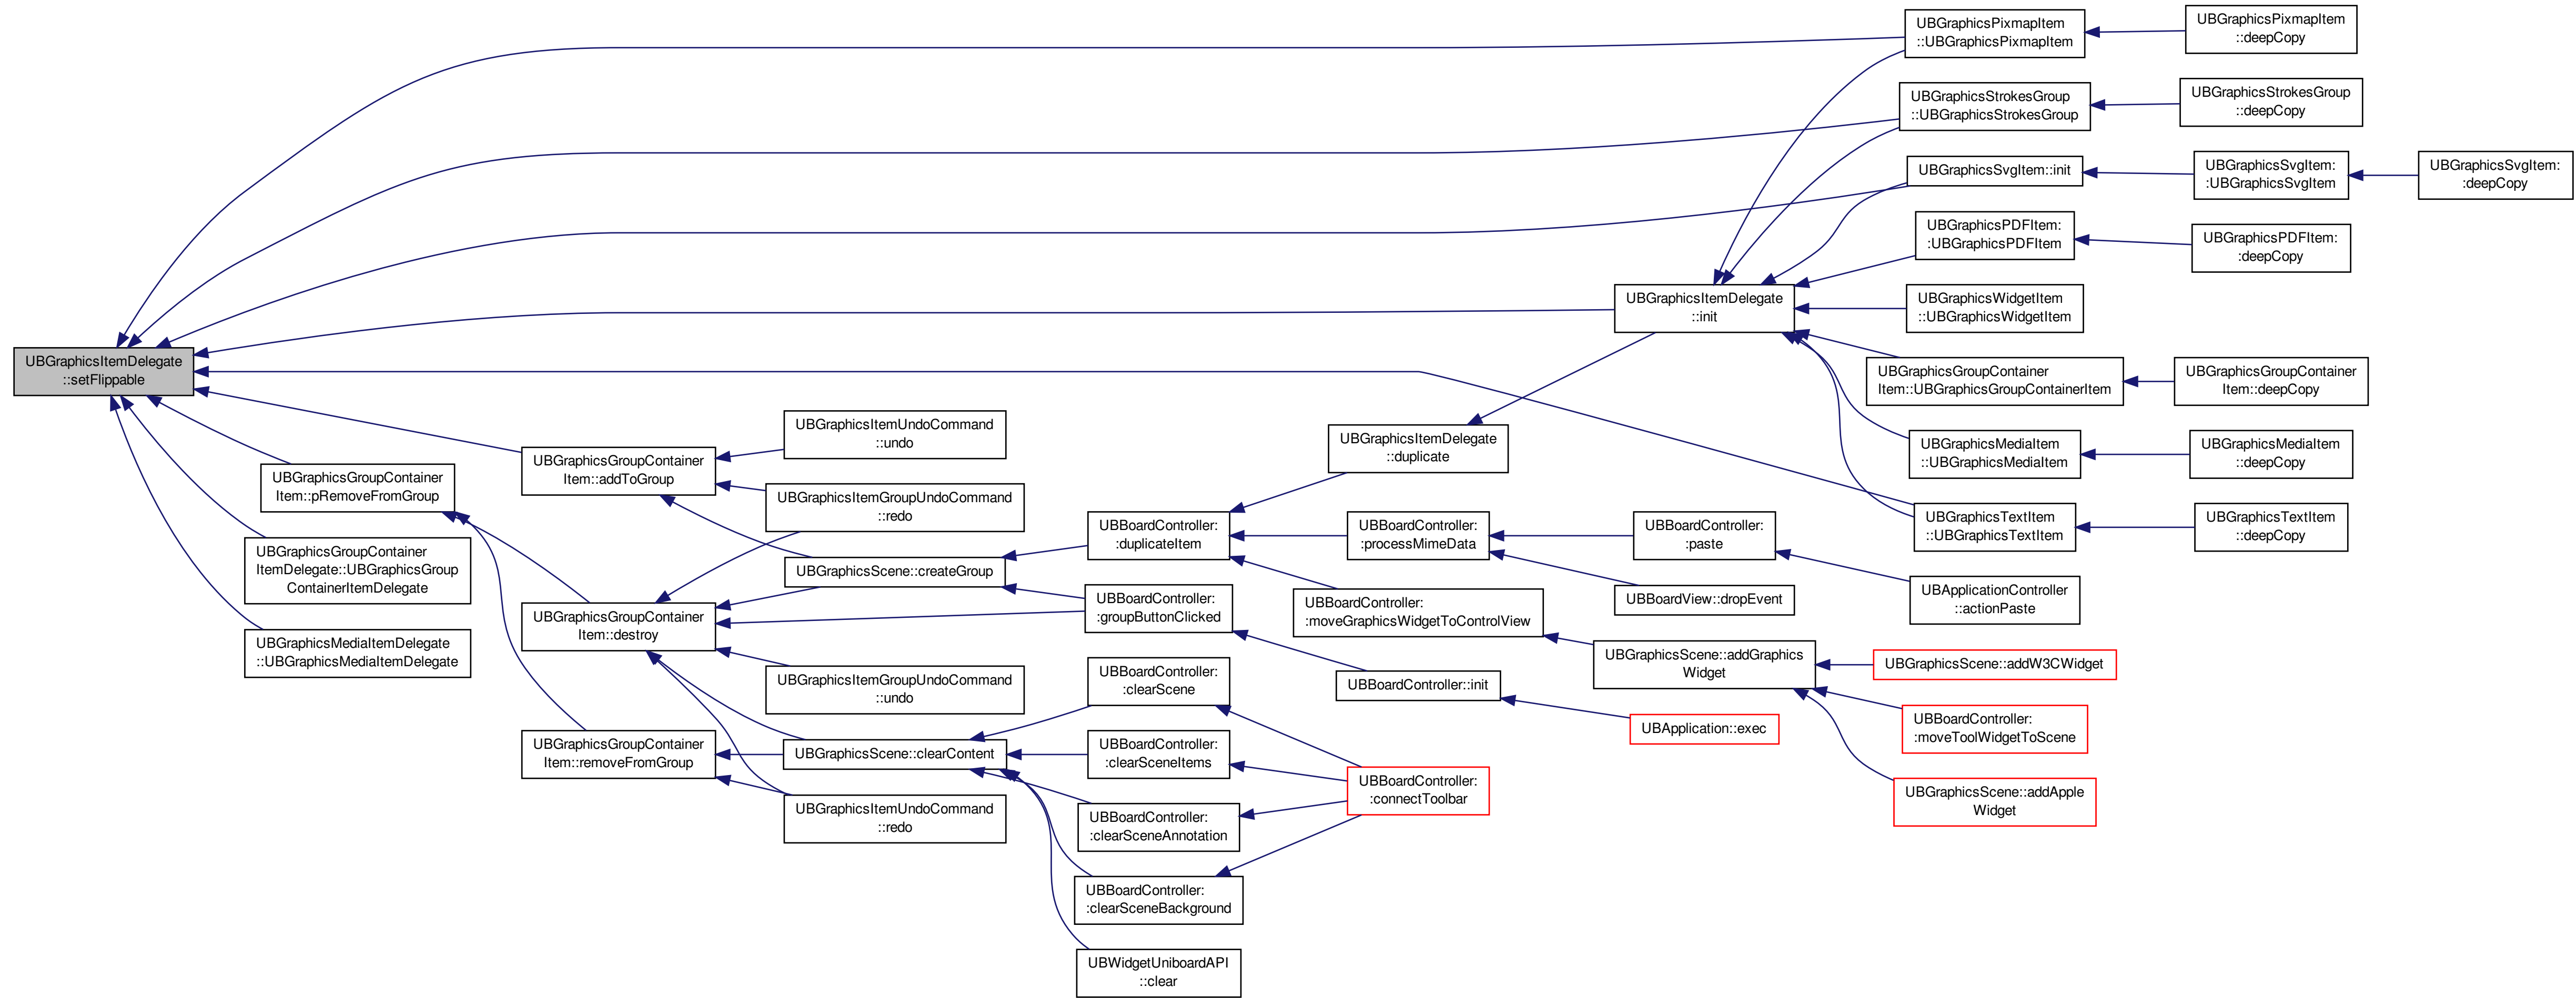 UBGraphicsItemDelegate
::setFlippable
UBGraphicsGroupContainer
Item::pRemoveFromGroup
UBGraphicsGroupContainer
ItemDelegate::UBGraphicsGroup
ContainerItemDelegate
UBGraphicsMediaItemDelegate
::UBGraphicsMediaItemDelegate
UBGraphicsGroupContainer
Item::addToGroup
UBGraphicsGroupContainer
Item::destroy
UBGraphicsGroupContainer
Item::removeFromGroup
UBGraphicsItemUndoCommand
::undo
UBGraphicsItemGroupUndoCommand
::redo
UBGraphicsScene::createGroup
UBGraphicsItemGroupUndoCommand
::undo
UBGraphicsScene::clearContent
UBGraphicsItemUndoCommand
::redo
UBBoardController:
:duplicateItem
UBBoardController:
:groupButtonClicked
UBBoardController:
:clearScene
UBBoardController:
:clearSceneItems
UBBoardController:
:clearSceneAnnotation
UBBoardController:
:clearSceneBackground
UBWidgetUniboardAPI
::clear
UBGraphicsItemDelegate
::duplicate
UBBoardController:
:processMimeData
UBBoardController:
:moveGraphicsWidgetToControlView
UBBoardController::init
UBBoardController:
:connectToolbar
UBGraphicsItemDelegate
::init
UBBoardController:
:paste
UBBoardView::dropEvent
UBGraphicsScene::addGraphics
Widget
UBApplication::exec
UBGraphicsPixmapItem
::UBGraphicsPixmapItem
UBGraphicsStrokesGroup
::UBGraphicsStrokesGroup
UBGraphicsSvgItem::init
UBGraphicsPDFItem:
:UBGraphicsPDFItem
UBGraphicsWidgetItem
::UBGraphicsWidgetItem
UBGraphicsGroupContainer
Item::UBGraphicsGroupContainerItem
UBGraphicsMediaItem
::UBGraphicsMediaItem
UBGraphicsTextItem
::UBGraphicsTextItem
UBApplicationController
::actionPaste
UBGraphicsScene::addW3CWidget
UBBoardController:
:moveToolWidgetToScene
UBGraphicsScene::addApple
Widget
UBGraphicsPixmapItem
::deepCopy
UBGraphicsStrokesGroup
::deepCopy
UBGraphicsSvgItem:
:UBGraphicsSvgItem
UBGraphicsPDFItem:
:deepCopy
UBGraphicsGroupContainer
Item::deepCopy
UBGraphicsMediaItem
::deepCopy
UBGraphicsTextItem
::deepCopy
UBGraphicsSvgItem:
:deepCopy